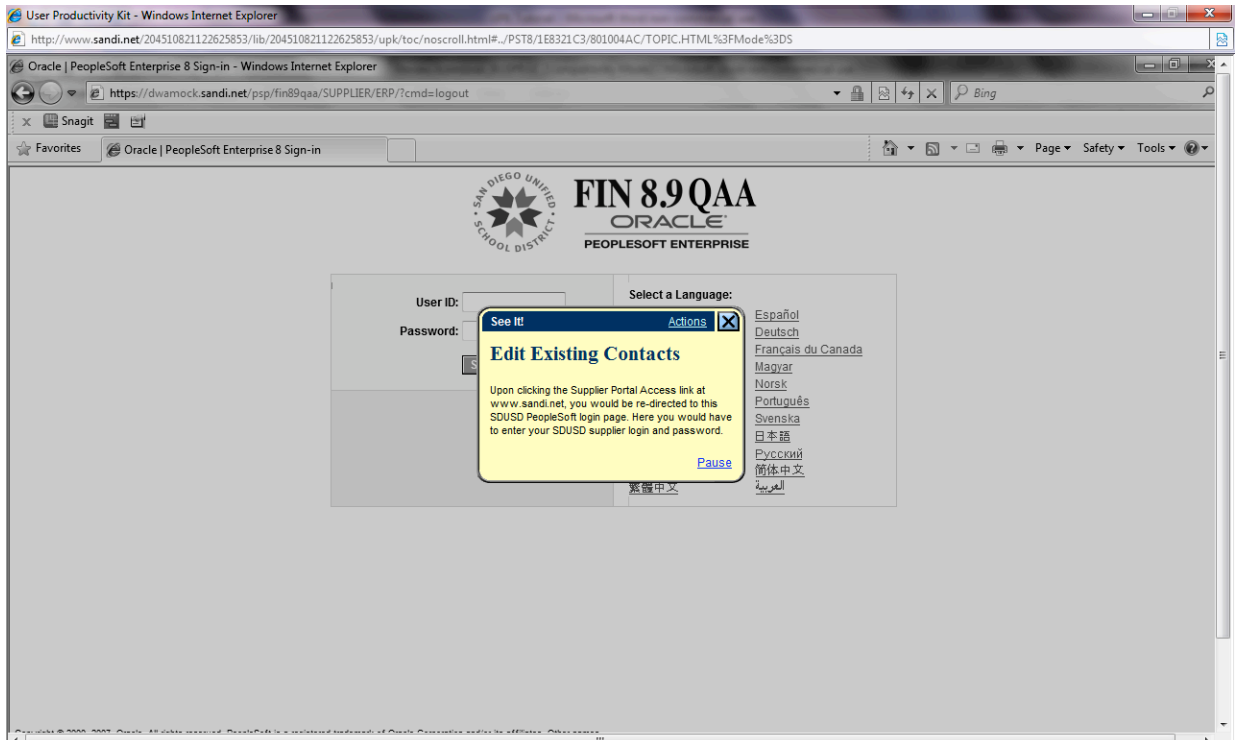 User Productivity Kit - Windows Internet Explorer
http://www.sandi.net/204510821122625853/lib/204510821122625853/upk/toc/noscroll.html#../PST8/1E8321C3/801004AC/TOPIC.HTML%3FMode%3DS
Oracle | PeopleSoft Enterprise 8 Sign-in - Windows Internet Explorer
https://dwamock.sandi.net/psp/fin89qaa/SUPPLIER/ERP/?cmd=logout
Bing
x Snagit
Favorites
Oracle | PeopleSoft Enterprise 8 Sign-in
Page Safety Tools
SAN DIEGO UNIFIED SCHOOL DISTRICT
FIN 8.9 QAA
ORACLE
PEOPLESOFT ENTERPRISE
User ID:
Password:
S
Select a Language:
Español
Deutsch
Français du Canada
Magyar
Norsk
Português
Svenska
日本語
Русский
简体中文
繁體中文
العربية
See It!
Actions
Edit Existing Contacts
Upon clicking the Supplier Portal Access link at
www.sandi.net, you would be re-directed to this
SDUSD PeopleSoft login page. Here you would have
to enter your SDUSD supplier login and password.
Pause